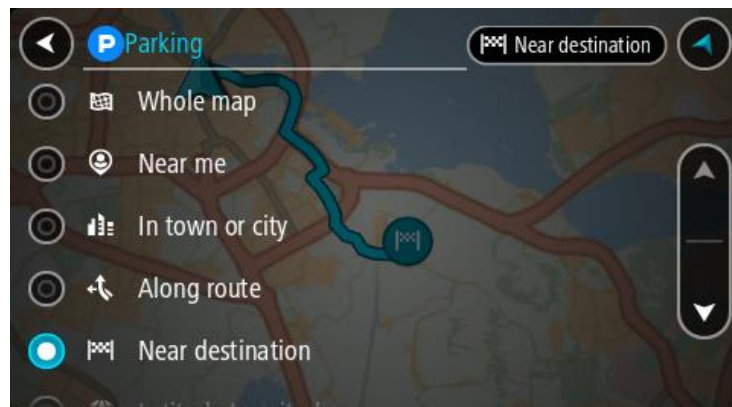 P Parking
Near destination
Whole map
Near me
In town or city
Along route
Near destination